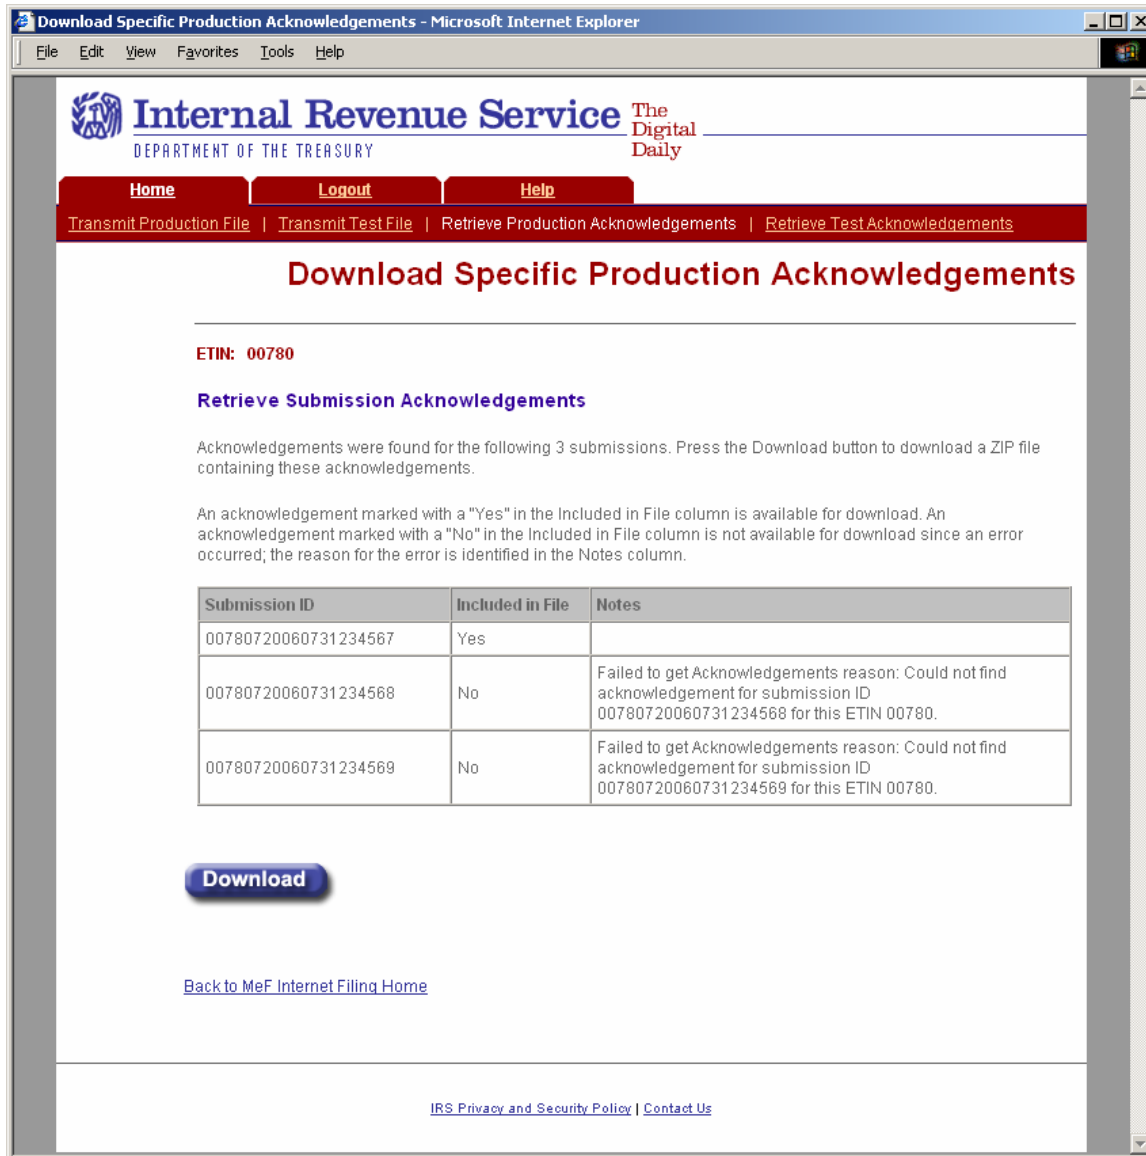 Download Specific Production Acknowledgements - Microsoft Internet Explorer
File Edit View Favorites Tools Help
Internal Revenue Service The
Digital
Daily
DEPARTMENT OF THE TREASURY
Home Logout Help
Transmit Production File | Transmit Test File | Retrieve Production Acknowledgements | Retrieve Test Acknowledgements
Download Specific Production Acknowledgements
ETIN: 00780
Retrieve Submission Acknowledgements
Acknowledgements were found for the following 3 submissions. Press the Download button to download a ZIP file
containing these acknowledgements.
An acknowledgement marked with a "Yes" in the Included in File column is available for download. An
acknowledgement marked with a "No" in the Included in File column is not available for download since an error
occurred; the reason for the error is identified in the Notes column.
Submission ID Included in File Notes
00780720060731234567 Yes
00780720060731234568 No Failed to get Acknowledgements reason: Could not find
acknowledgement for submission ID
00780720060731234568 for this ETIN 00780.
00780720060731234569 No Failed to get Acknowledgements reason: Could not find
acknowledgement for submission ID
00780720060731234569 for this ETIN 00780.
Download
Back to MeF Internet Filing Home
IRS Privacy and Security Policy | Contact Us